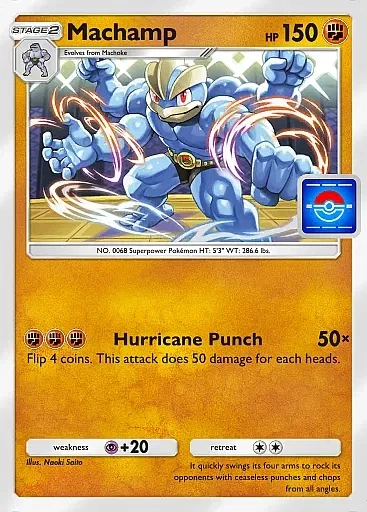 STAGE2 Machamp HP 150
Evolves from Machoke
NO. 0068 Superpower Pokémon HT: 5'3" WT: 286.6 lbs.
Hurricane Punch 50×
Flip 4 coins. This attack does 50 damage for each heads.
weakness +20 retreat
Illus. Naoki Saito
It quickly swings its four arms to rock its
opponents with ceaseless punches and chops
from all angles.